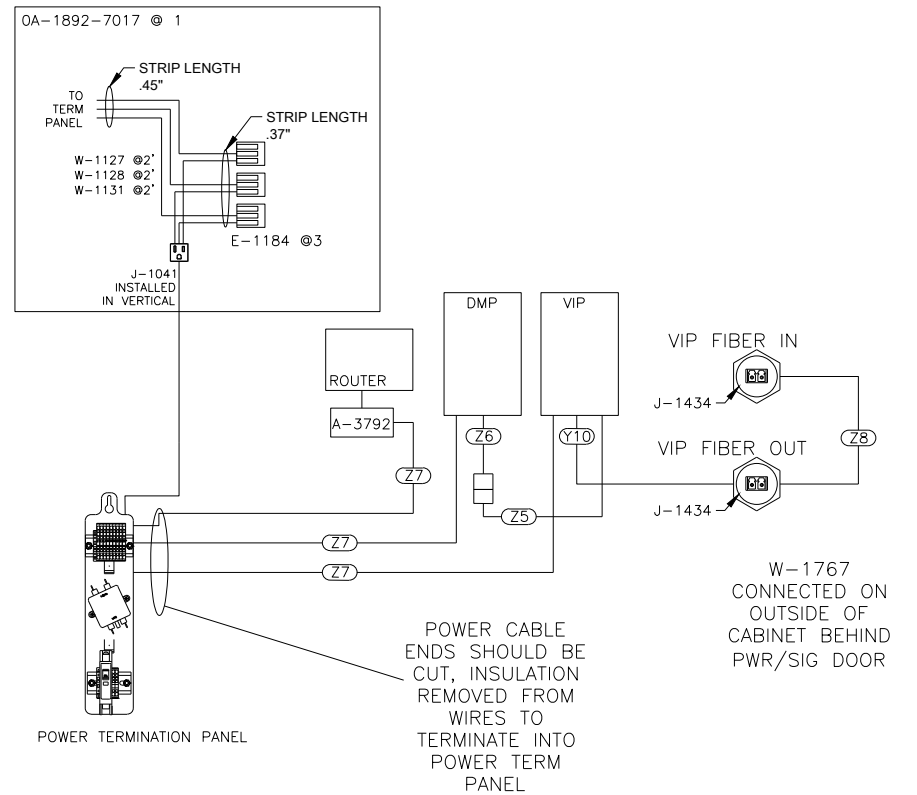 0A-1892-7017 @ 1
STRIP LENGTH
.45"
TO
TERM
PANEL
STRIP LENGTH
.37"
W-1127 @2'
W-1128 @2'
W-1131 @2'
E-1184 @3
J-1041
INSTALLED
IN VERTICAL
DMP
VIP
ROUTER
A-3792
VIP FIBER IN
J-1434
Z6
Y10
Z8
VIP FIBER OUT
Z7
J-1434
Z5
Z7
Z7
W-1767
CONNECTED ON
OUTSIDE OF
CABINET BEHIND
PWR/SIG DOOR
POWER CABLE
ENDS SHOULD BE
CUT, INSULATION
REMOVED FROM
WIRES TO
TERMINATE INTO
POWER TERM
PANEL
POWER TERMINATION PANEL